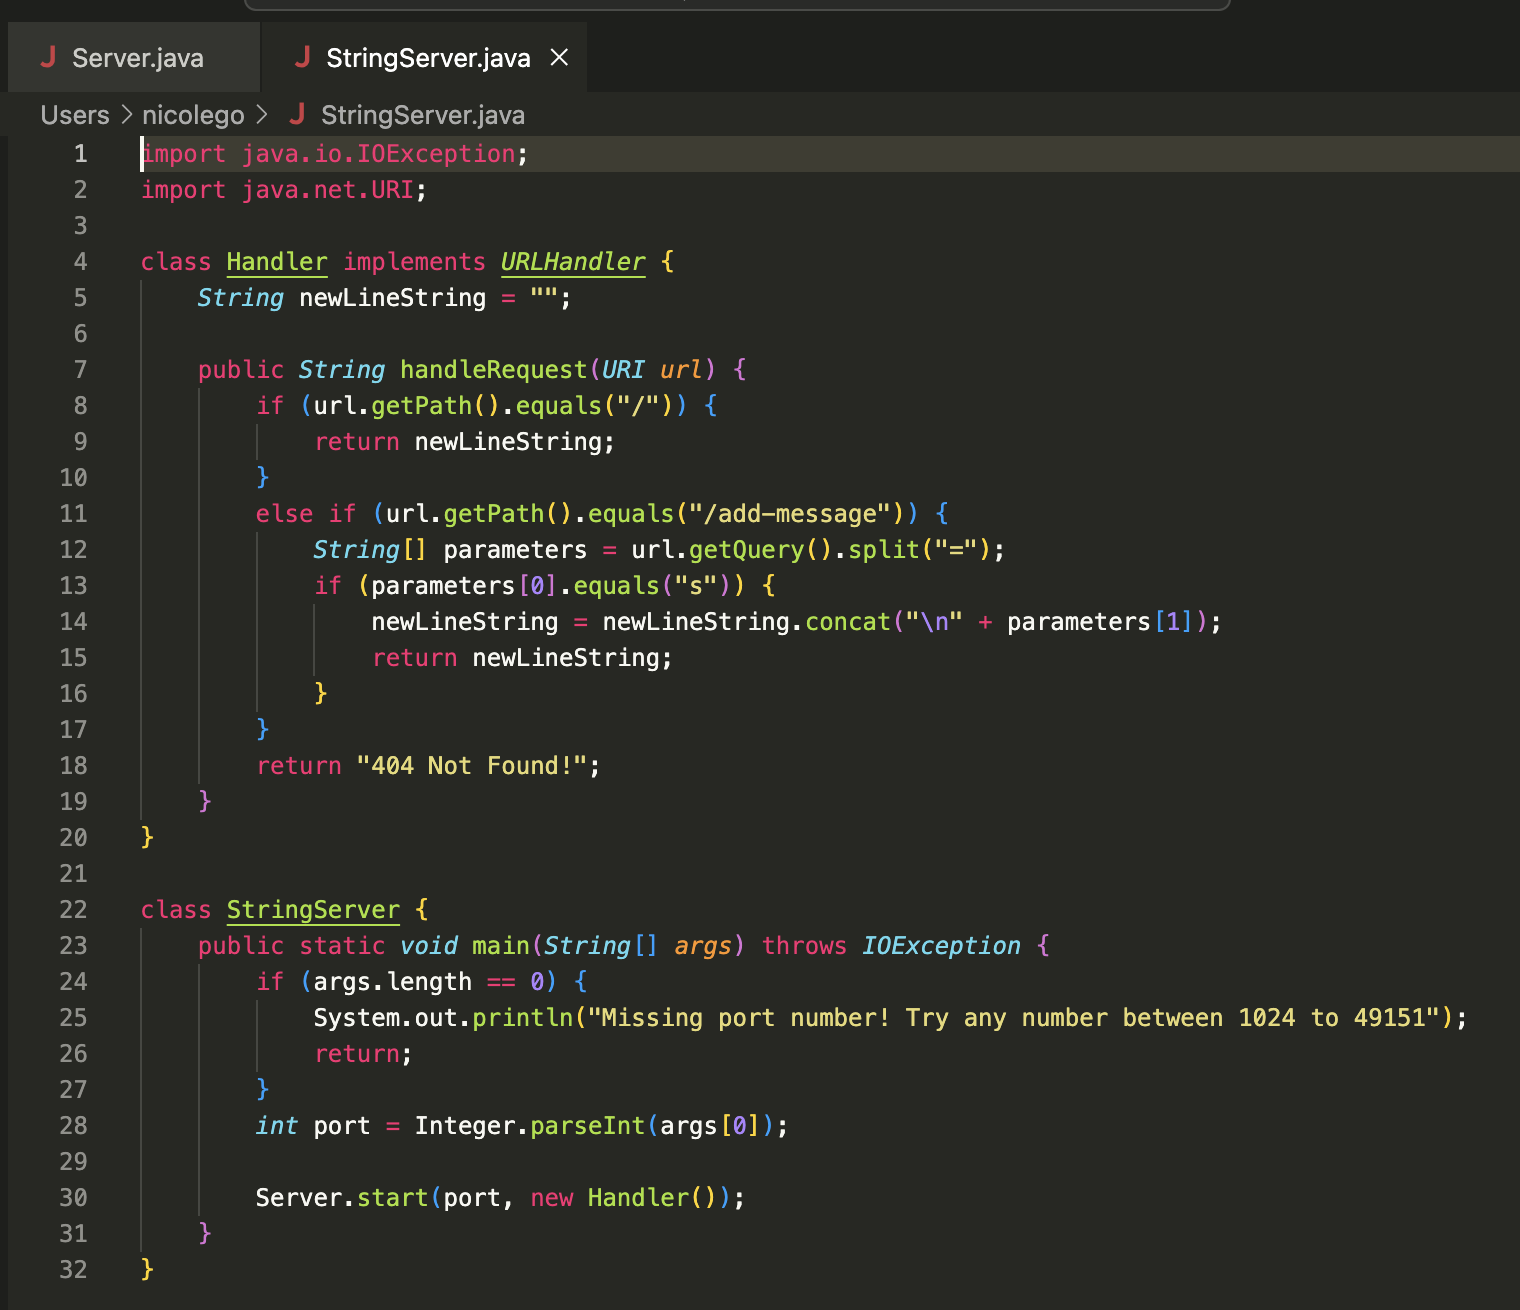 Server.java
StringServer.java
Users > nicolego > StringServer.java
1 import java.io.IOException;
2 import java.net.URI;
3
4 class Handler implements URLHandler {
5     String newLineString = "";
6
7     public String handleRequest(URI url) {
8         if (url.getPath().equals("/")) {
9             return newLineString;
10         }
11         else if (url.getPath().equals("/add-message")) {
12             String[] parameters = url.getQuery().split("=");
13             if (parameters[0].equals("s")) {
14                 newLineString = newLineString.concat("\n" + parameters[1]);
15                 return newLineString;
16             }
17         }
18         return "404 Not Found!";
19     }
20 }
21
22 class StringServer {
23     public static void main(String[] args) throws IOException {
24         if (args.length == 0) {
25             System.out.println("Missing port number! Try any number between 1024 to 49151");
26             return;
27         }
28         int port = Integer.parseInt(args[0]);
29
30         Server.start(port, new Handler());
31     }
32 }